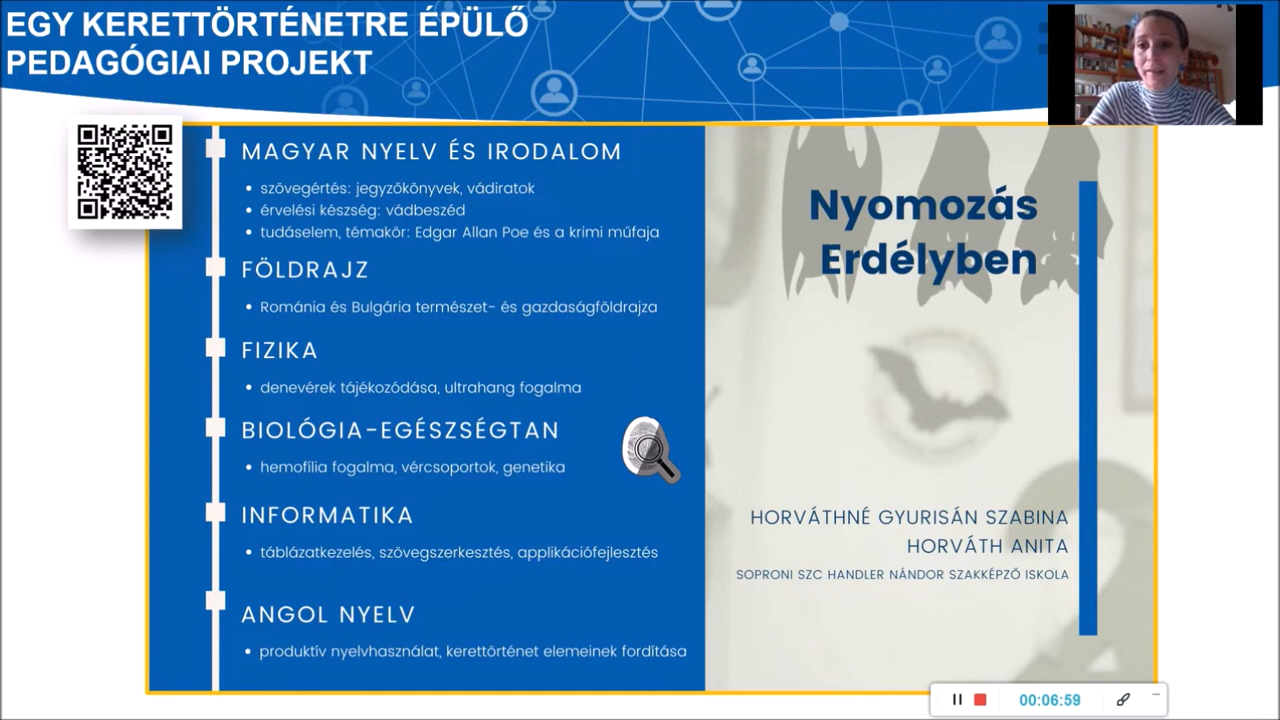 EGY KERETTÖRTÉNETRE ÉPÜLŐ
PEDAGÓGIAI PROJEKT
MAGYAR NYELV ÉS IRODALOM
• szövegértés: jegyzőkönyvek, vádiratok
• érvelési készség: vádbeszéd
• tudáselem, témakör: Edgar Allan Poe és a krimi műfaja
FÖLDRAJZ
• Románia és Bulgária természet- és gazdaságföldrajza
FIZIKA
• denevérek tájékozódása, ultrahang fogalma
BIOLÓGIA-EGÉSZSÉGTAN
• hemofília fogalma, vércsoportok, genetika
INFORMATIKA
• táblázatkezelés, szövegszerkesztés, applikációfejlesztés
ANGOL NYELV
• produktív nyelvhasználat, kerettörténet elemeinek fordítása
Nyomozás
Erdélyben
HORVÁTHNÉ GYURISÁN SZABINA
HORVÁTH ANITA
SOPRONI SZC HANDLER NÁNDOR SZAKKÉPZŐ ISKOLA
00:06:59